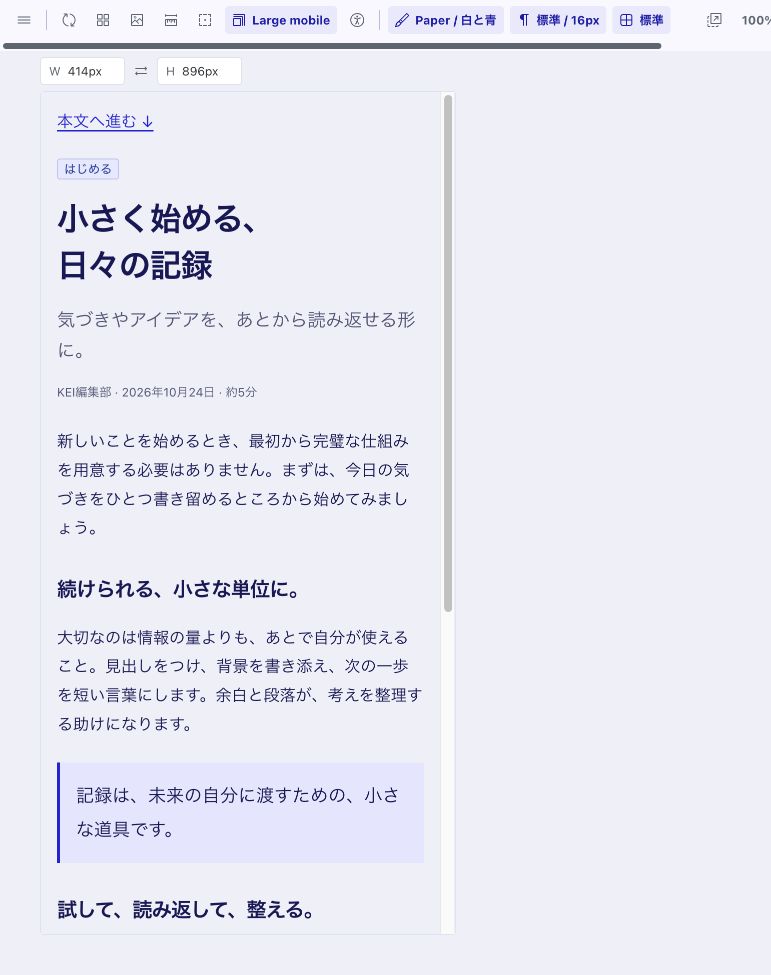 Large mobile
Paper / 白と青
標準 / 16px
標準
100%
W 414px
H 896px
本文へ進む ↓
はじめる
小さく始める、
日々の記録
気づきやアイデアを、あとから読み返せる形
に。
KEI編集部 · 2026年10月24日 · 約5分
新しいことを始めるとき、最初から完璧な仕組み
を用意する必要はありません。まずは、今日の気
づきをひとつ書き留めるところから始めてみまし
ょう。
続けられる、小さな単位に。
大切なのは情報の量よりも、あとで自分が使える
こと。見出しをつけ、背景を書き添え、次の一歩
を短い言葉にします。余白と段落が、考えを整理す
る助けになります。
記録は、未来の自分に渡すための、小さ
な道具です。
試して、読み返して、整える。